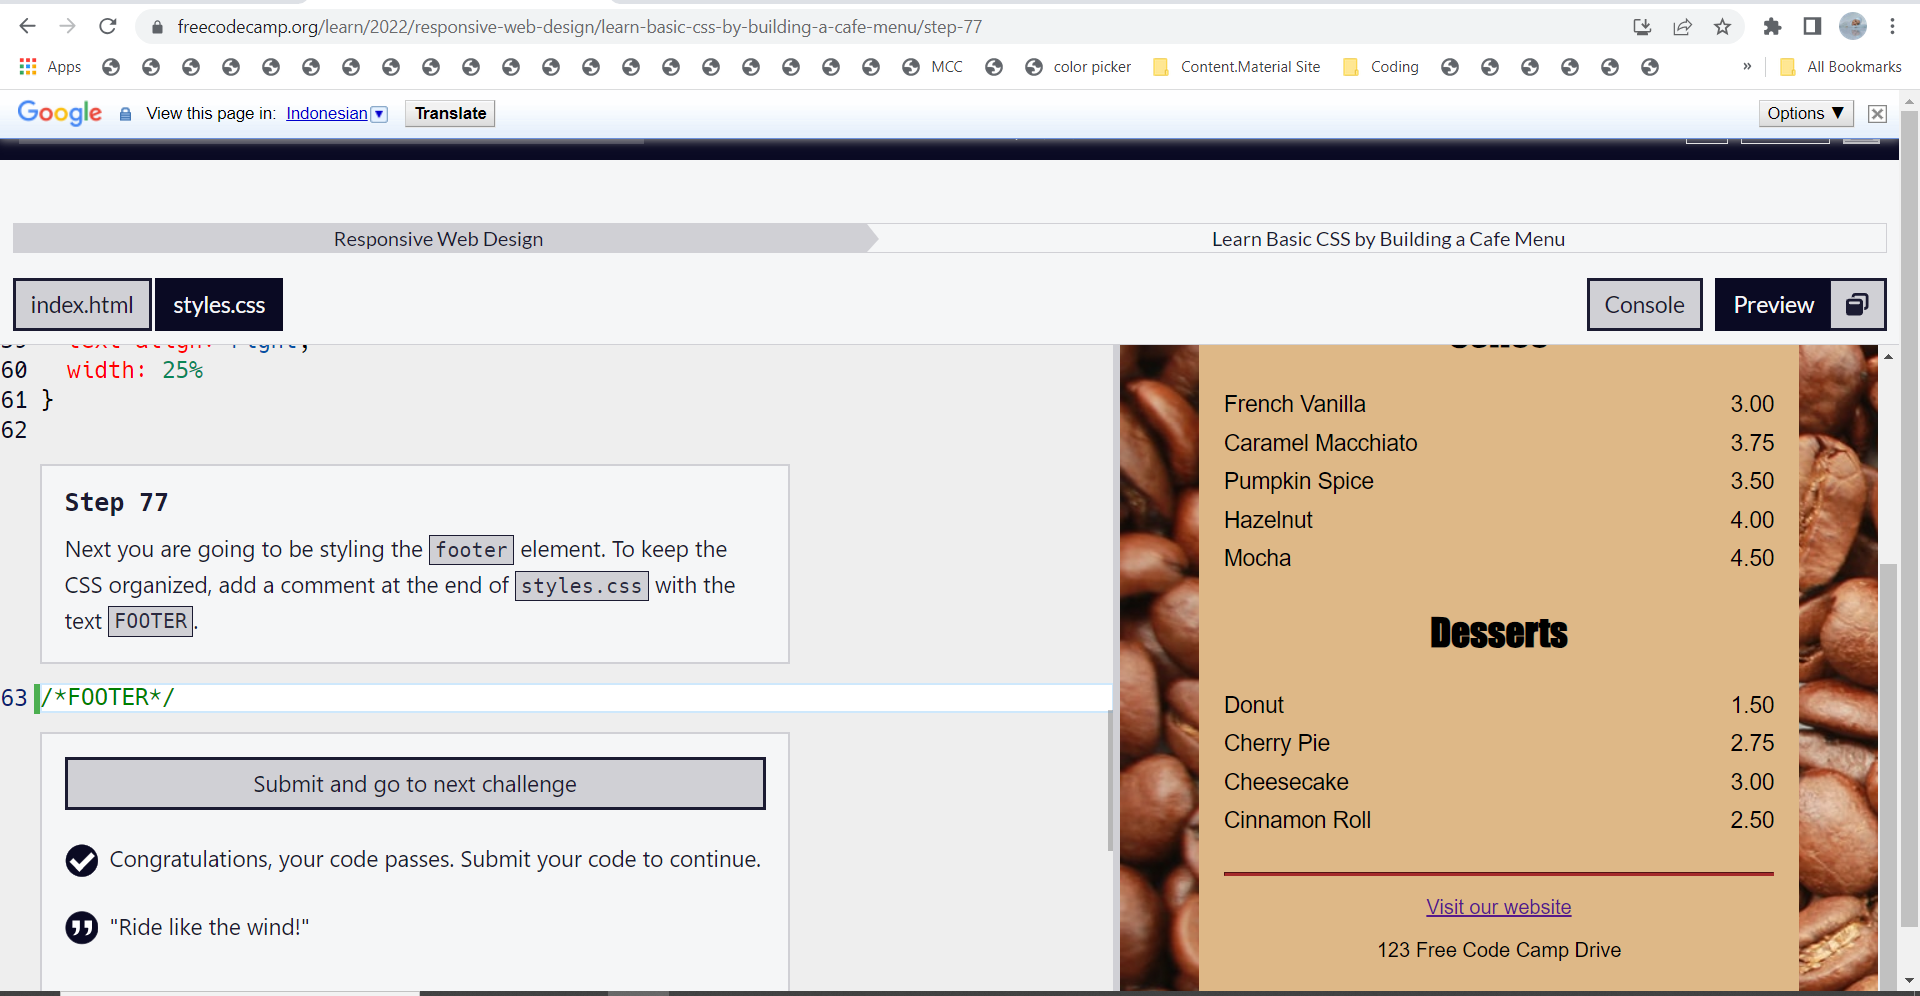 freecodecamp.org/learn/2022/responsive-web-design/learn-basic-css-by-building-a-cafe-menu/step-77
Apps MCC color picker Content.Material Site Coding » All Bookmarks
Google View this page in: Indonesian Translate Options ▼
Responsive Web Design Learn Basic CSS by Building a Cafe Menu
index.html styles.css Console Preview
60 width: 25%
61 }
62
Step 77
Next you are going to be styling the footer element. To keep the
CSS organized, add a comment at the end of styles.css with the
text FOOTER.
63 /*FOOTER*/
Submit and go to next challenge
Congratulations, your code passes. Submit your code to continue.
"Ride like the wind!"
French Vanilla 3.00
Caramel Macchiato 3.75
Pumpkin Spice 3.50
Hazelnut 4.00
Mocha 4.50
Desserts
Donut 1.50
Cherry Pie 2.75
Cheesecake 3.00
Cinnamon Roll 2.50
Visit our website
123 Free Code Camp Drive